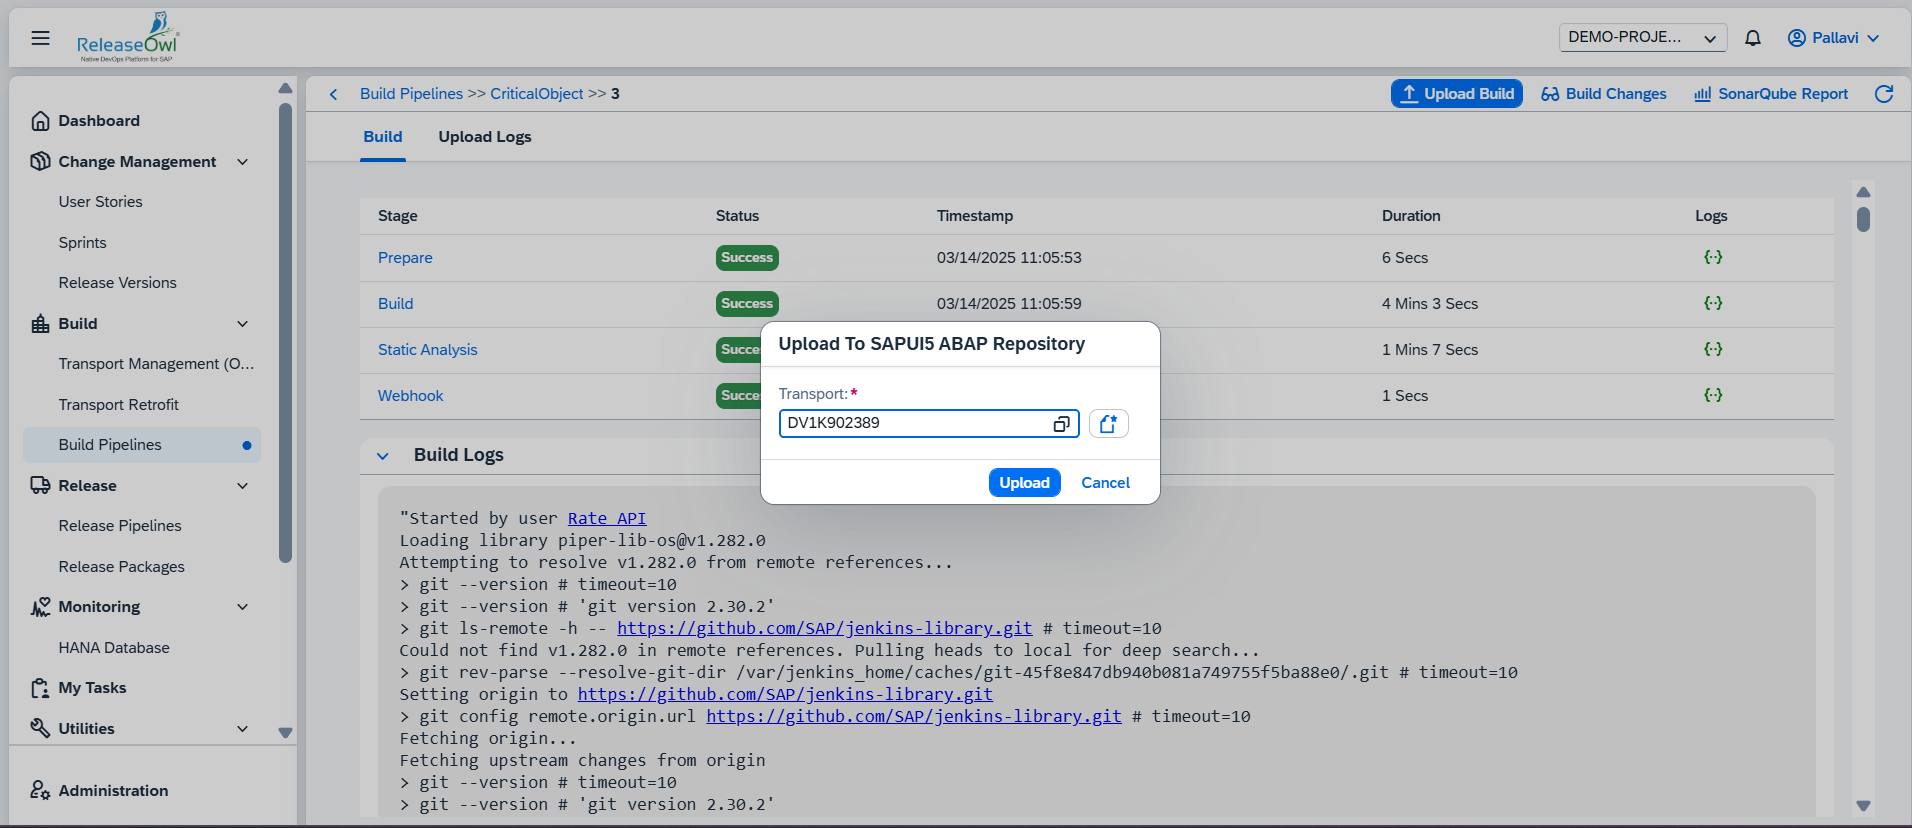 ReleaseOwl
Native DevOps Platform for SAP
DEMO-PROJE...
Pallavi
Dashboard
Change Management
User Stories
Sprints
Release Versions
Build
Transport Management (O...
Transport Retrofit
Build Pipelines
Release
Release Pipelines
Release Packages
Monitoring
HANA Database
My Tasks
Utilities
Administration
Build Pipelines >> CriticalObject >> 3
Upload Build
Build Changes
SonarQube Report
Build
Upload Logs
Stage Status Timestamp Duration Logs
Prepare Success 03/14/2025 11:05:53 6 Secs
Build Success 03/14/2025 11:05:59 4 Mins 3 Secs
Static Analysis 1 Mins 7 Secs
Webhook 1 Secs
Upload To SAPUI5 ABAP Repository
Transport:*
DV1K902389
Upload Cancel
Build Logs
"Started by user Rate API
Loading library piper-lib-os@v1.282.0
Attempting to resolve v1.282.0 from remote references...
> git --version # timeout=10
> git --version # 'git version 2.30.2'
> git ls-remote -h -- https://github.com/SAP/jenkins-library.git # timeout=10
Could not find v1.282.0 in remote references. Pulling heads to local for deep search...
> git rev-parse --resolve-git-dir /var/jenkins_home/caches/git-45f8e847db940b081a749755f5ba88e0/.git # timeout=10
Setting origin to https://github.com/SAP/jenkins-library.git
> git config remote.origin.url https://github.com/SAP/jenkins-library.git # timeout=10
Fetching origin...
Fetching upstream changes from origin
> git --version # timeout=10
> git --version # 'git version 2.30.2'